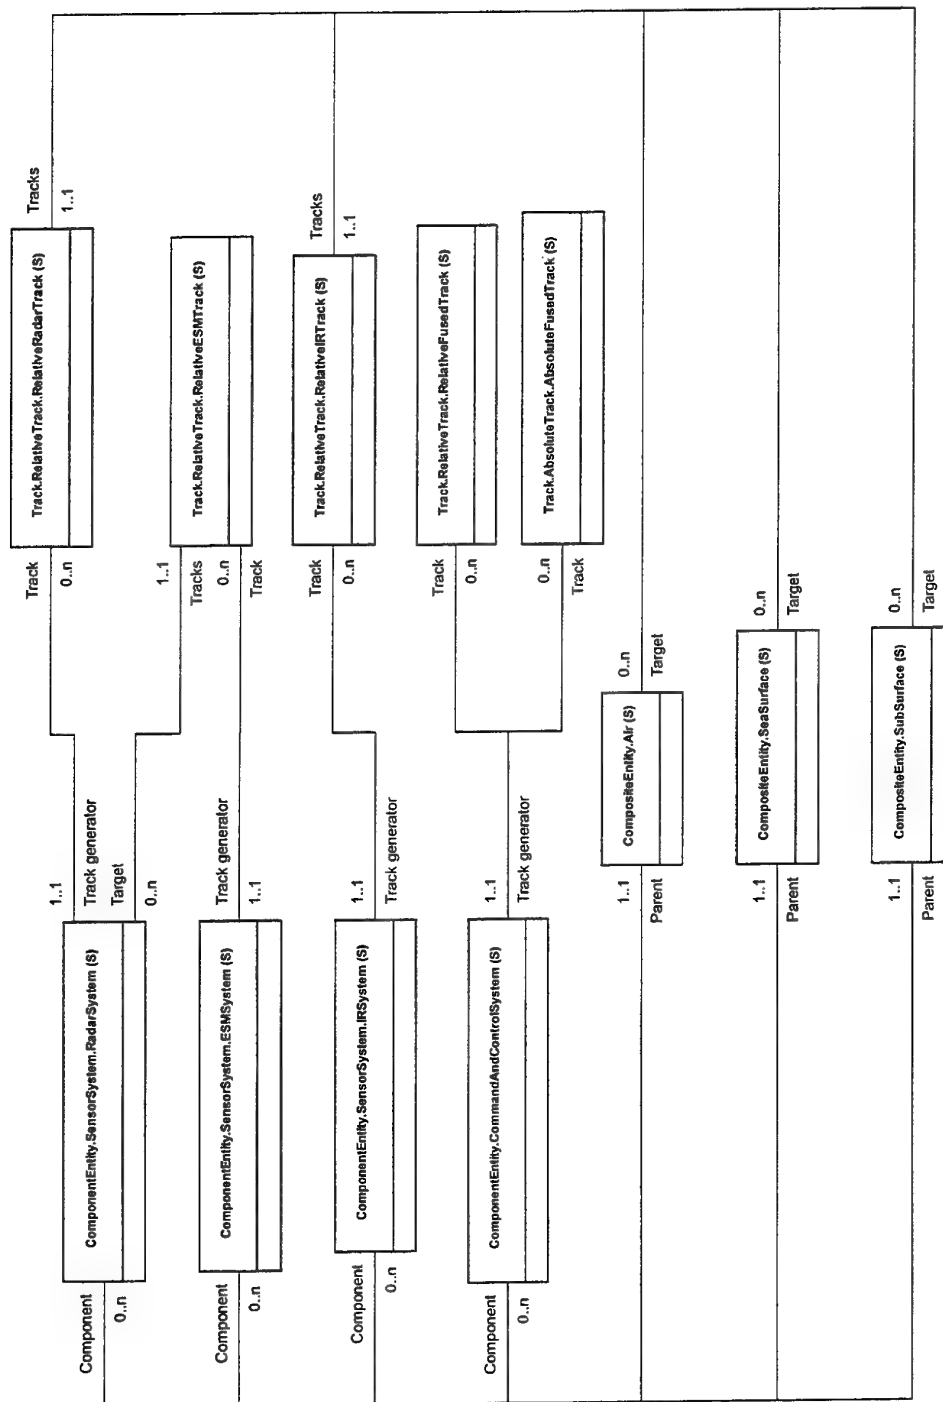 Component
0..n
ComponentEntity.SensorSystem.RadarSystem (S)
1..1
Track generator
Target
0..n
Track
0..n
Track.RelativeTrack.RelativeRadarTrack (S)
Tracks
1..1
Component
0..n
ComponentEntity.SensorSystem.ESMSystem (S)
Track generator
1..1
1..1
Tracks
0..n
Track
Track.RelativeTrack.RelativeESMTrack (S)
Component
0..n
ComponentEntity.SensorSystem.IRSystem (S)
1..1
Track generator
Track
0..n
Track.RelativeTrack.RelativeIRTrack (S)
Tracks
1..1
Component
0..n
ComponentEntity.CommandAndControlSystem (S)
1..1
Track generator
Track
0..n
Track.RelativeTrack.RelativeFusedTrack (S)
0..n
Track
Track.AbsoluteTrack.AbsoluteFusedTrack (S)
1..1
Parent
CompositeEntity.Air (S)
0..n
Target
1..1
Parent
CompositeEntity.SeaSurface (S)
0..n
Target
1..1
Parent
CompositeEntity.SubSurface (S)
0..n
Target